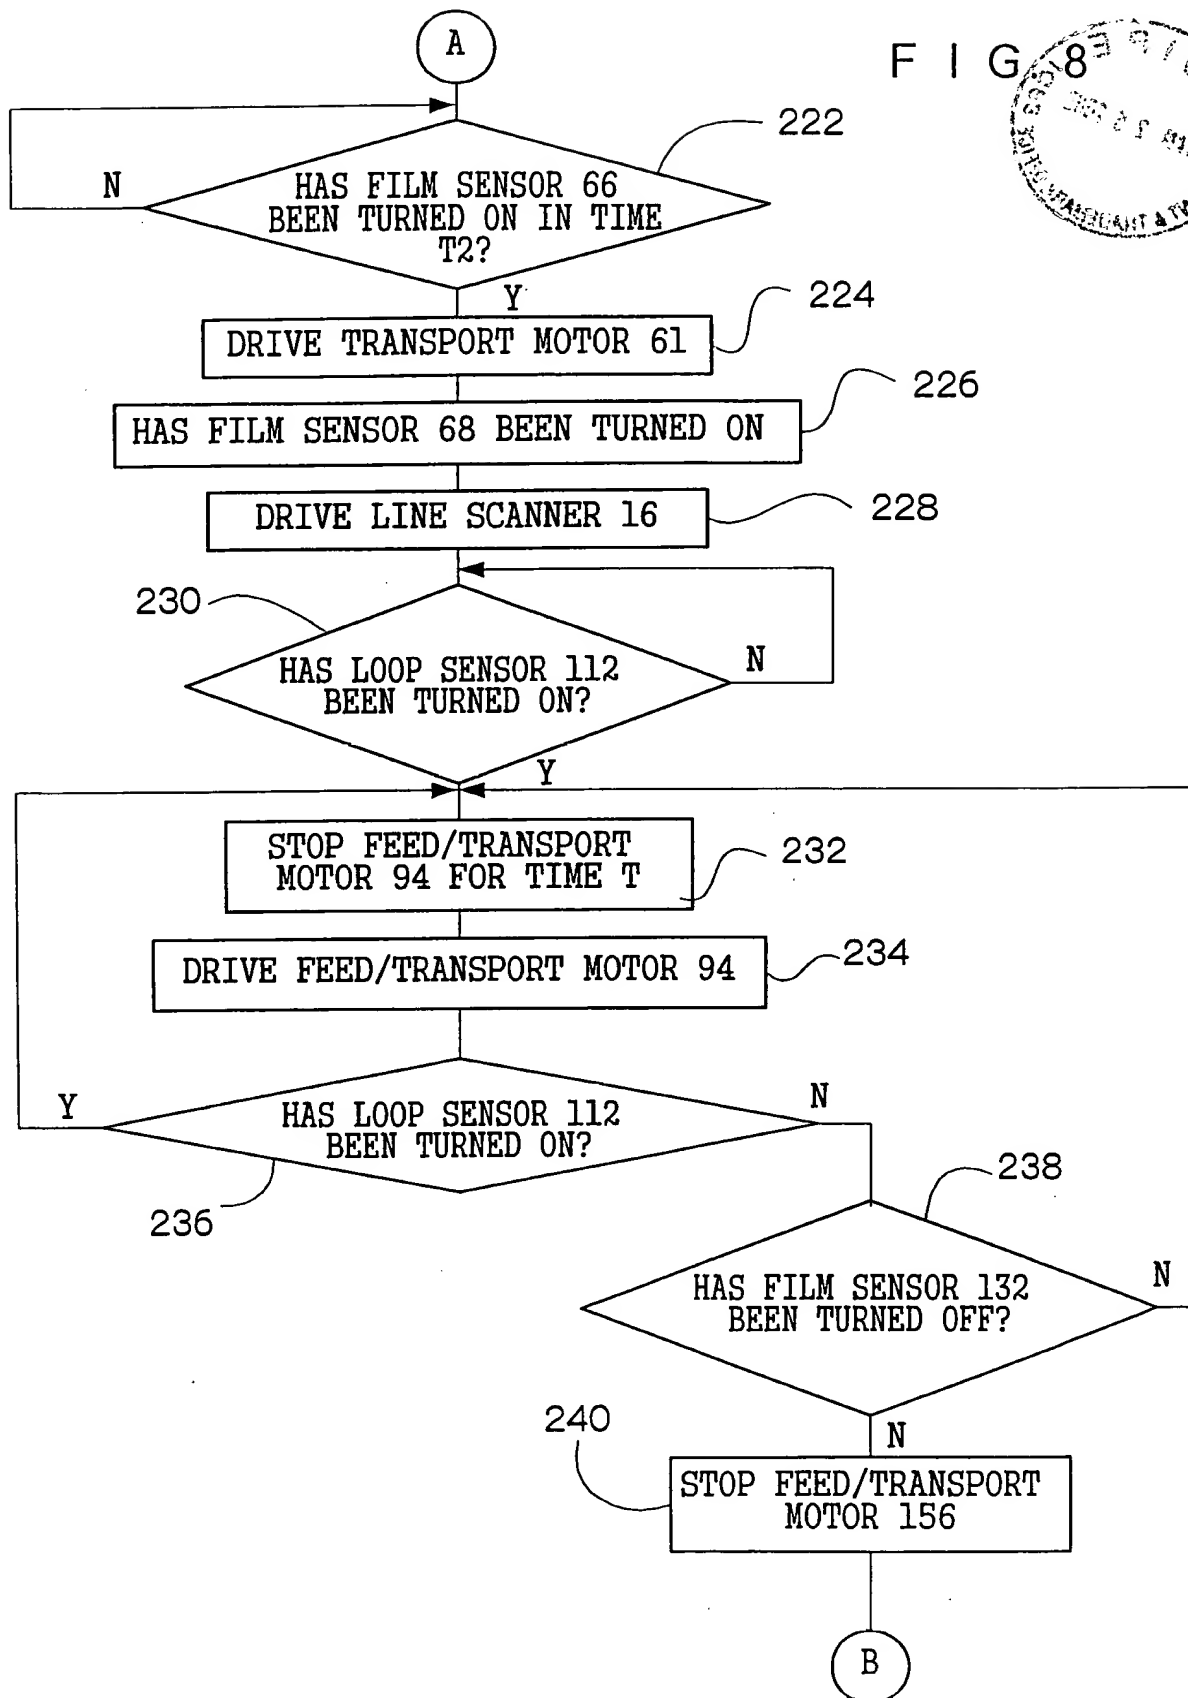 A
F I G. 8
222
N
HAS FILM SENSOR 66
BEEN TURNED ON IN TIME
T2?
Y
224
DRIVE TRANSPORT MOTOR 61
226
HAS FILM SENSOR 68 BEEN TURNED ON
DRIVE LINE SCANNER 16
228
230
HAS LOOP SENSOR 112
BEEN TURNED ON?
N
Y
STOP FEED/TRANSPORT
MOTOR 94 FOR TIME T
232
DRIVE FEED/TRANSPORT MOTOR 94
234
Y
HAS LOOP SENSOR 112
BEEN TURNED ON?
N
236
238
HAS FILM SENSOR 132
BEEN TURNED OFF?
N
240
N
STOP FEED/TRANSPORT
MOTOR 156
B